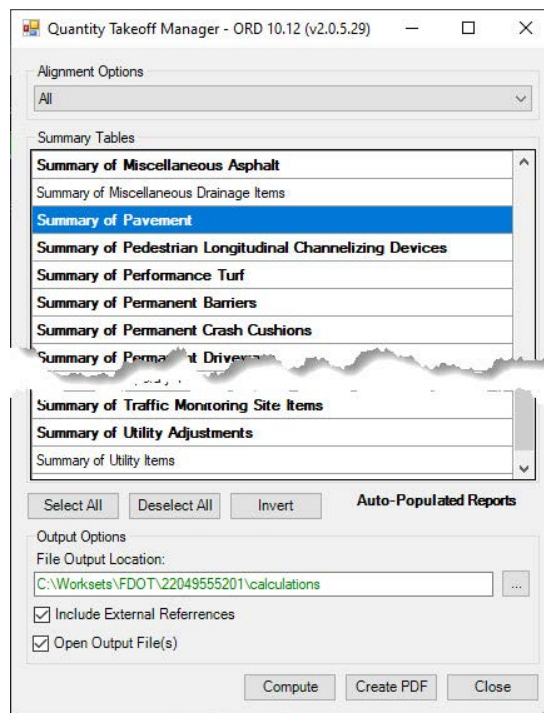 Quantity Takeoff Manager - ORD 10.12 (v2.0.5.29)
Alignment Options
All
Summary Tables
Summary of Miscellaneous Asphalt
Summary of Miscellaneous Drainage Items
Summary of Pavement
Summary of Pedestrian Longitudinal Channelizing Devices
Summary of Performance Turf
Summary of Permanent Barriers
Summary of Permanent Crash Cushions
Summary of Permanent
Summary of Traffic Monitoring Site Items
Summary of Utility Adjustments
Summary of Utility Items
Select All Deselect All Invert Auto-Populated Reports
Output Options
File Output Location:
C:\Worksets\FDOT\22049555201\calculations
...
Include External Referrences
Open Output File(s)
Compute Create PDF Close